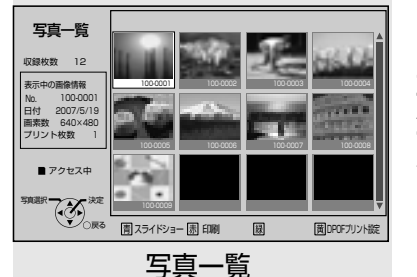 写真一覧
収録枚数 12
表示中の画像情報
No. 100-0001
日付 2007/5/19
画素数 640×480
プリント枚数 1
■ アクセス中
写真選択 決定
戻る
100-0001 100-0002 100-0003 100-0004
100-0005 100-0006 100-0007 100-0008
100-0009
青 スライドショー 赤 印刷 緑 黄 DPOFプリント設定
写真一覧